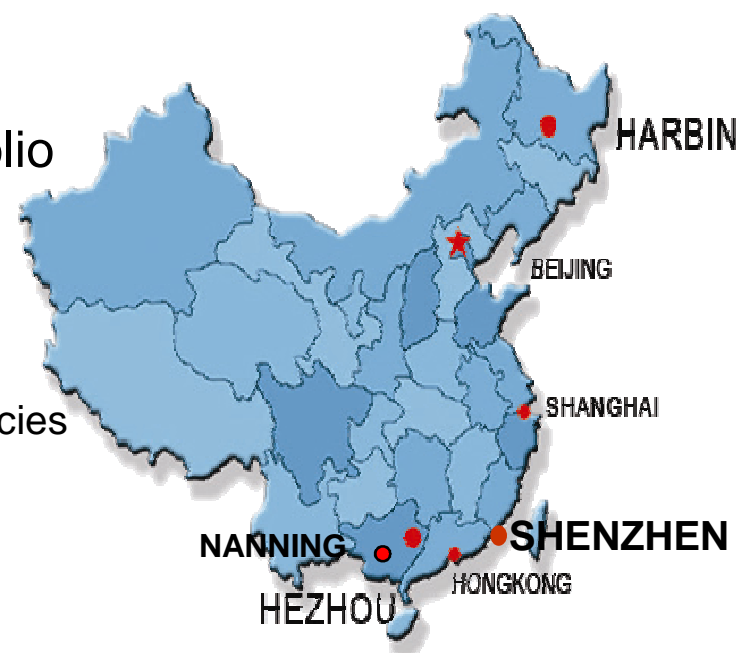 olio
HARBIN
BEIJING
cies
SHANGHAI
NANNING
SHENZHEN
HONGKONG
HEZHOU